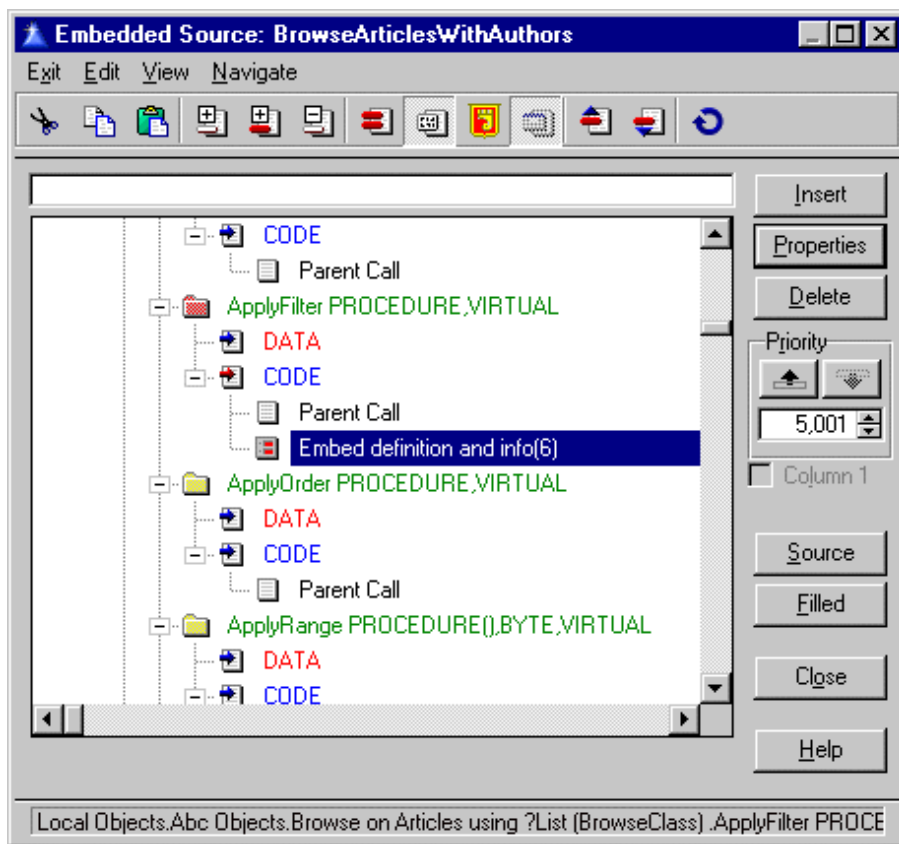 Embedded Source: BrowseArticlesWithAuthors
Exit Edit View Navigate
Insert
CODE
Properties
Parent Call
ApplyFilter PROCEDURE,VIRTUAL
Delete
DATA
Priority
CODE
Parent Call
5,001
Embed definition and info(6)
Column 1
ApplyOrder PROCEDURE,VIRTUAL
DATA
CODE
Source
Parent Call
Filled
ApplyRange PROCEDURE(),BYTE,VIRTUAL
DATA
Close
CODE
Help
Local Objects.Abc Objects.Browse on Articles using ?List (BrowseClass) .ApplyFilter PROCE